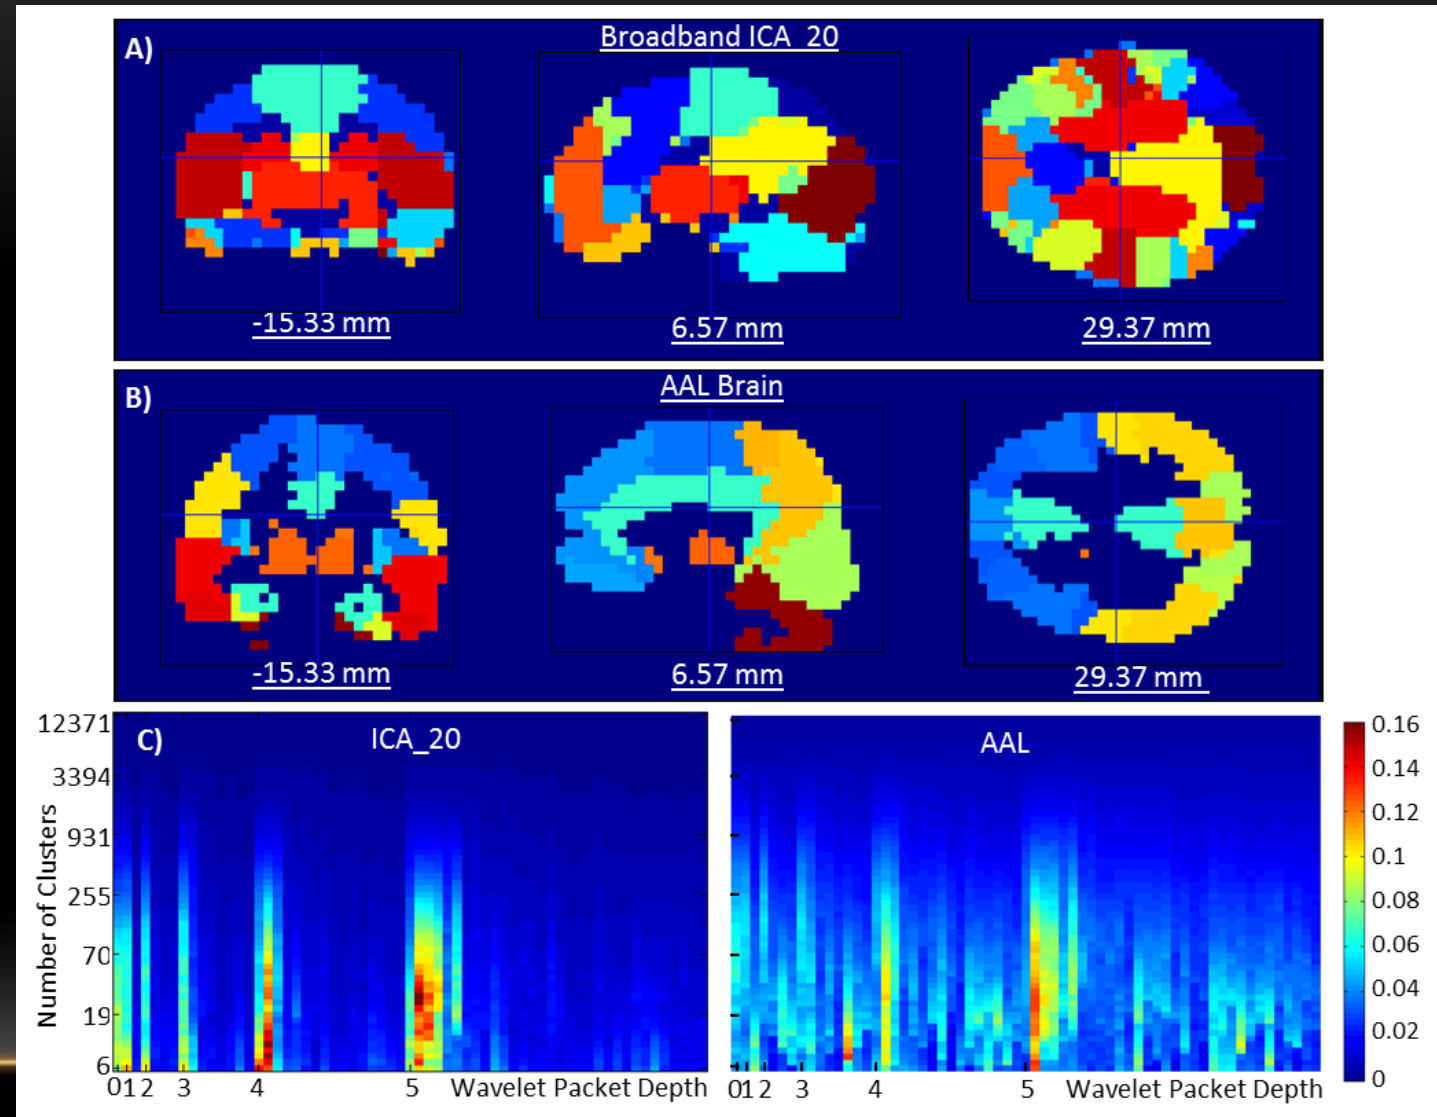 A)
Broadband ICA_20
-15.33 mm
6.57 mm
29.37 mm
B)
AAL Brain
-15.33 mm
6.57 mm
29.37 mm
C)
ICA_20
AAL
Number of Clusters
12371
3394
931
255
70
19
6
0 1 2 3 4 5 Wavelet Packet Depth
0 1 2 3 4 5 Wavelet Packet Depth
0.16
0.14
0.12
0.1
0.08
0.06
0.04
0.02
0